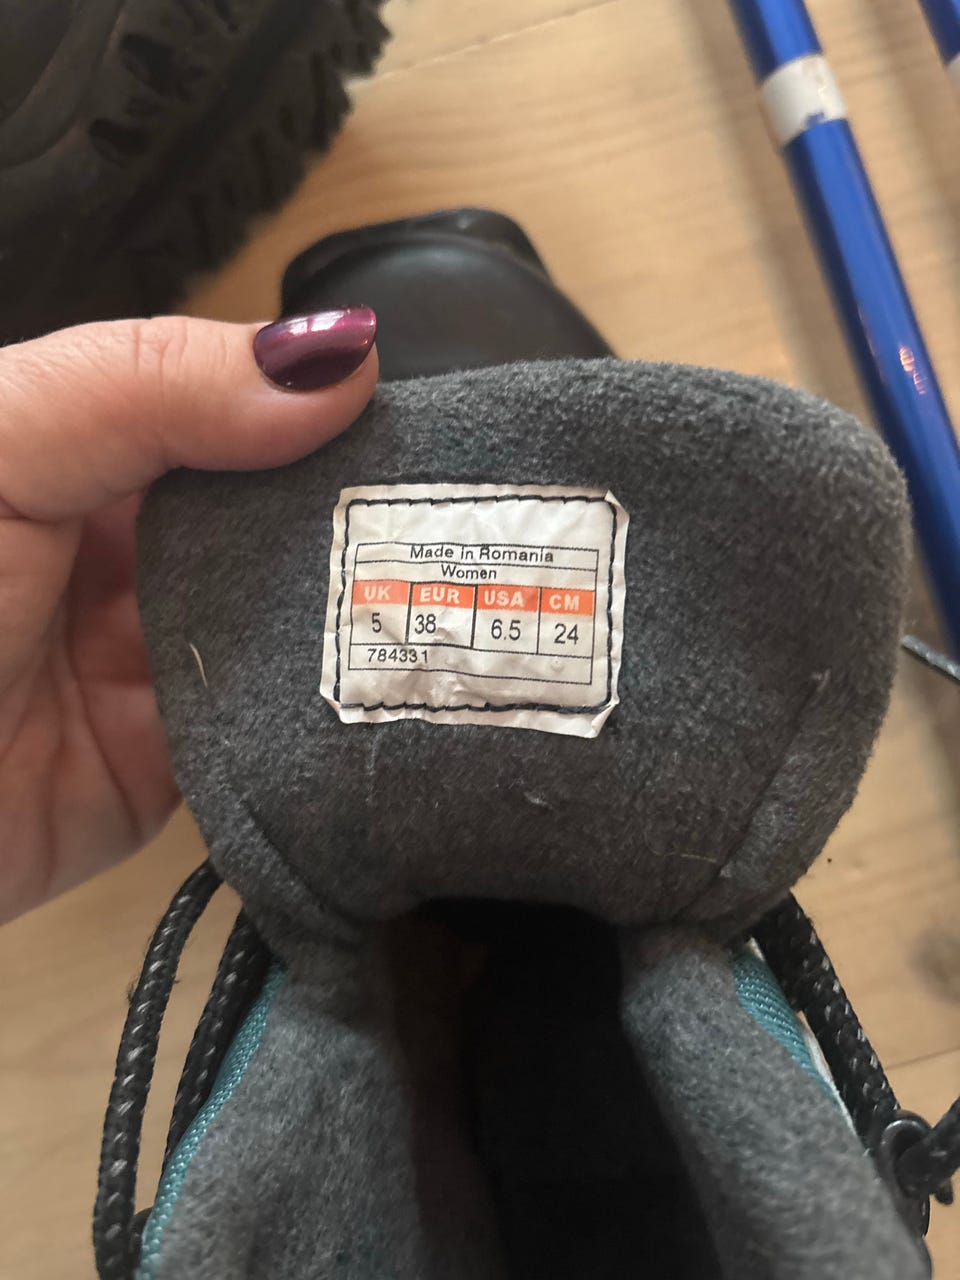 Made in Romania
Women
UK EUR USA CM
5 38 6.5 24
784331